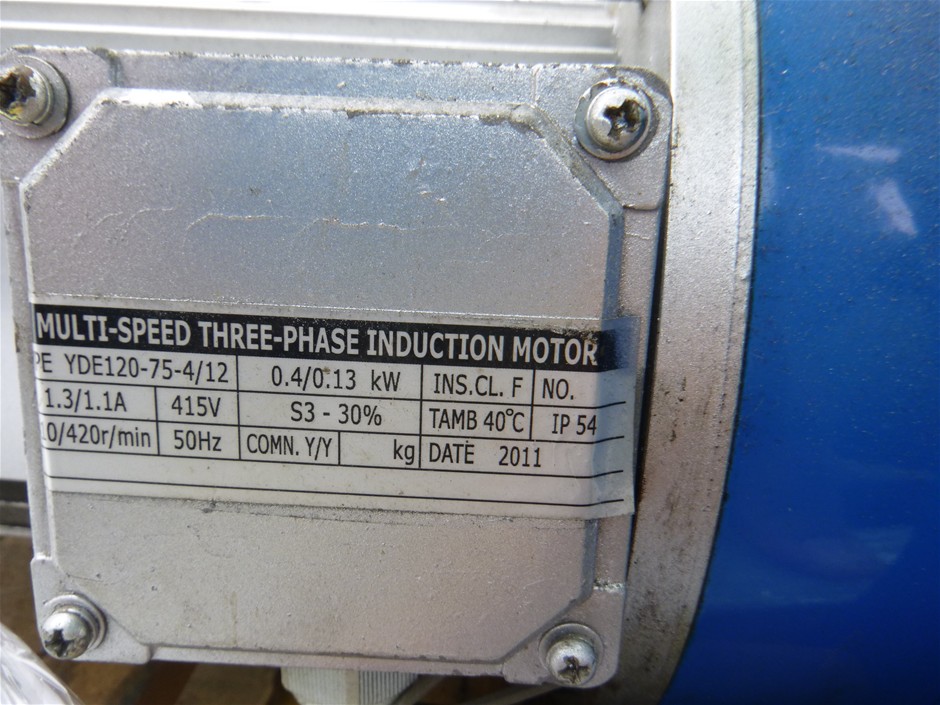 MULTI-SPEED THREE-PHASE INDUCTION MOTOR
PE YDE120-75-4/12 0.4/0.13 kW INS.CL. F NO.
1.3/1.1A 415V S3 - 30% TAMB 40°C IP 54
0/420r/min 50Hz COMN. Y/Y kg DATE 2011